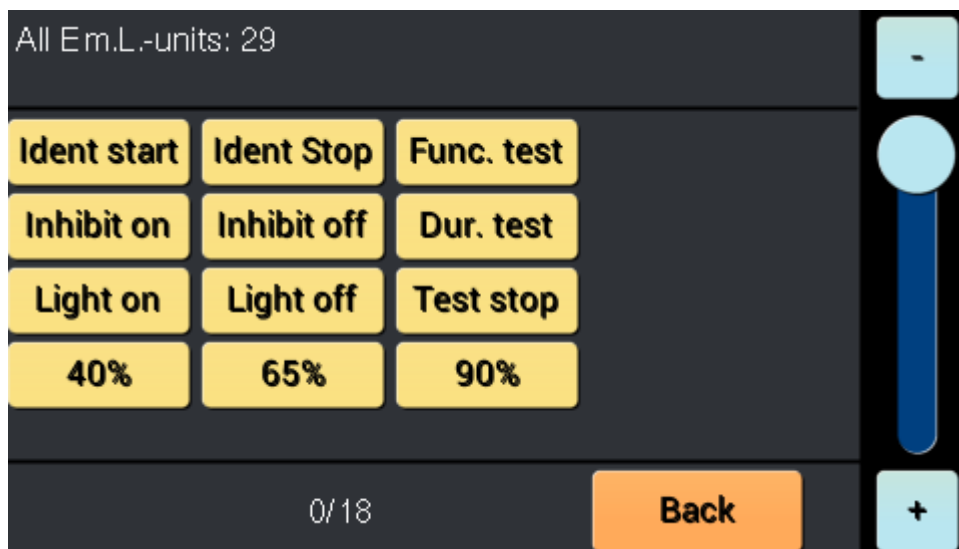 All Em.L.-units: 29
-
Ident start Ident Stop Func. test
Inhibit on Inhibit off Dur. test
Light on Light off Test stop
40% 65% 90%
0/18 Back +